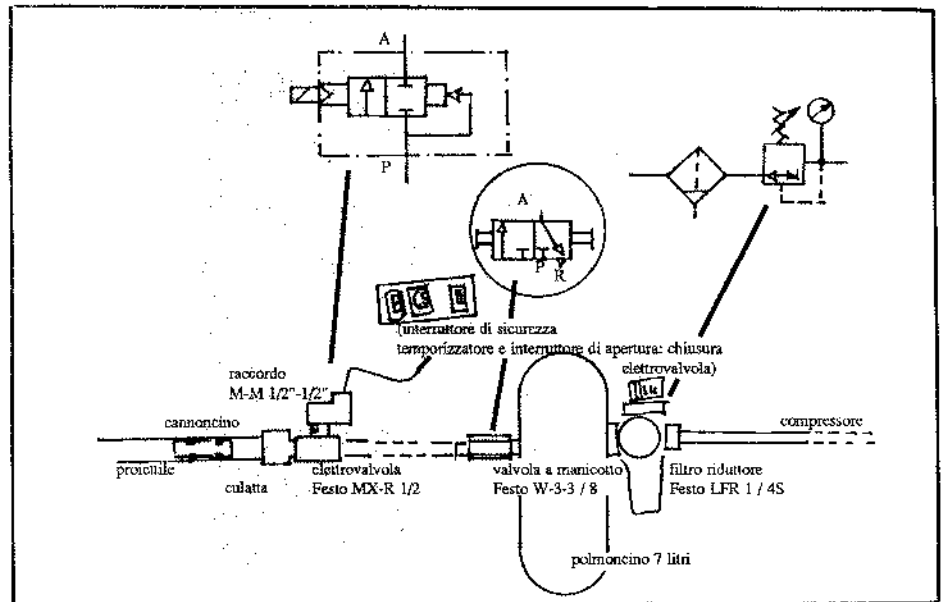 A
P
A
P
R
(interruttore di sicurezza
temporizzatore e interruttore di apertura: chiusura
elettrovalvola)
raccordo
M-M 1/2"-1/2"
cannoncino
compressore
proiettile
culatta
elettrovalvola
Festo MX-R 1/2
valvola a manicotto
Festo W-3-3 / 8
filtro riduttore
Festo LFR 1 / 4S
polmoncino 7 litri